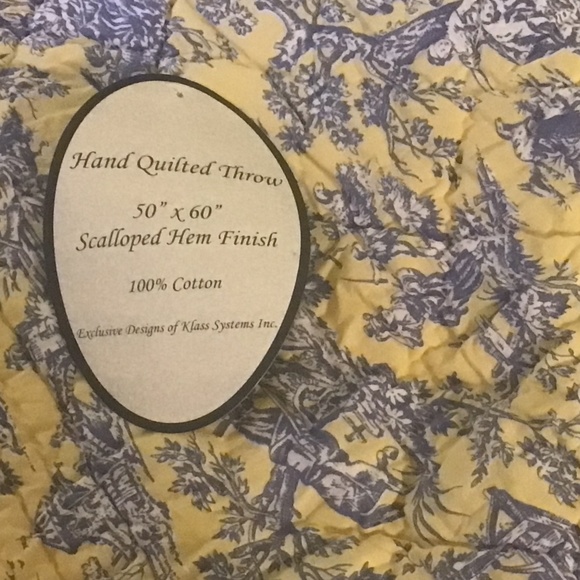 Hand Quilted Throw
50" x 60"
Scalloped Hem Finish
100% Cotton
Exclusive Designs of Klass Systems Inc.